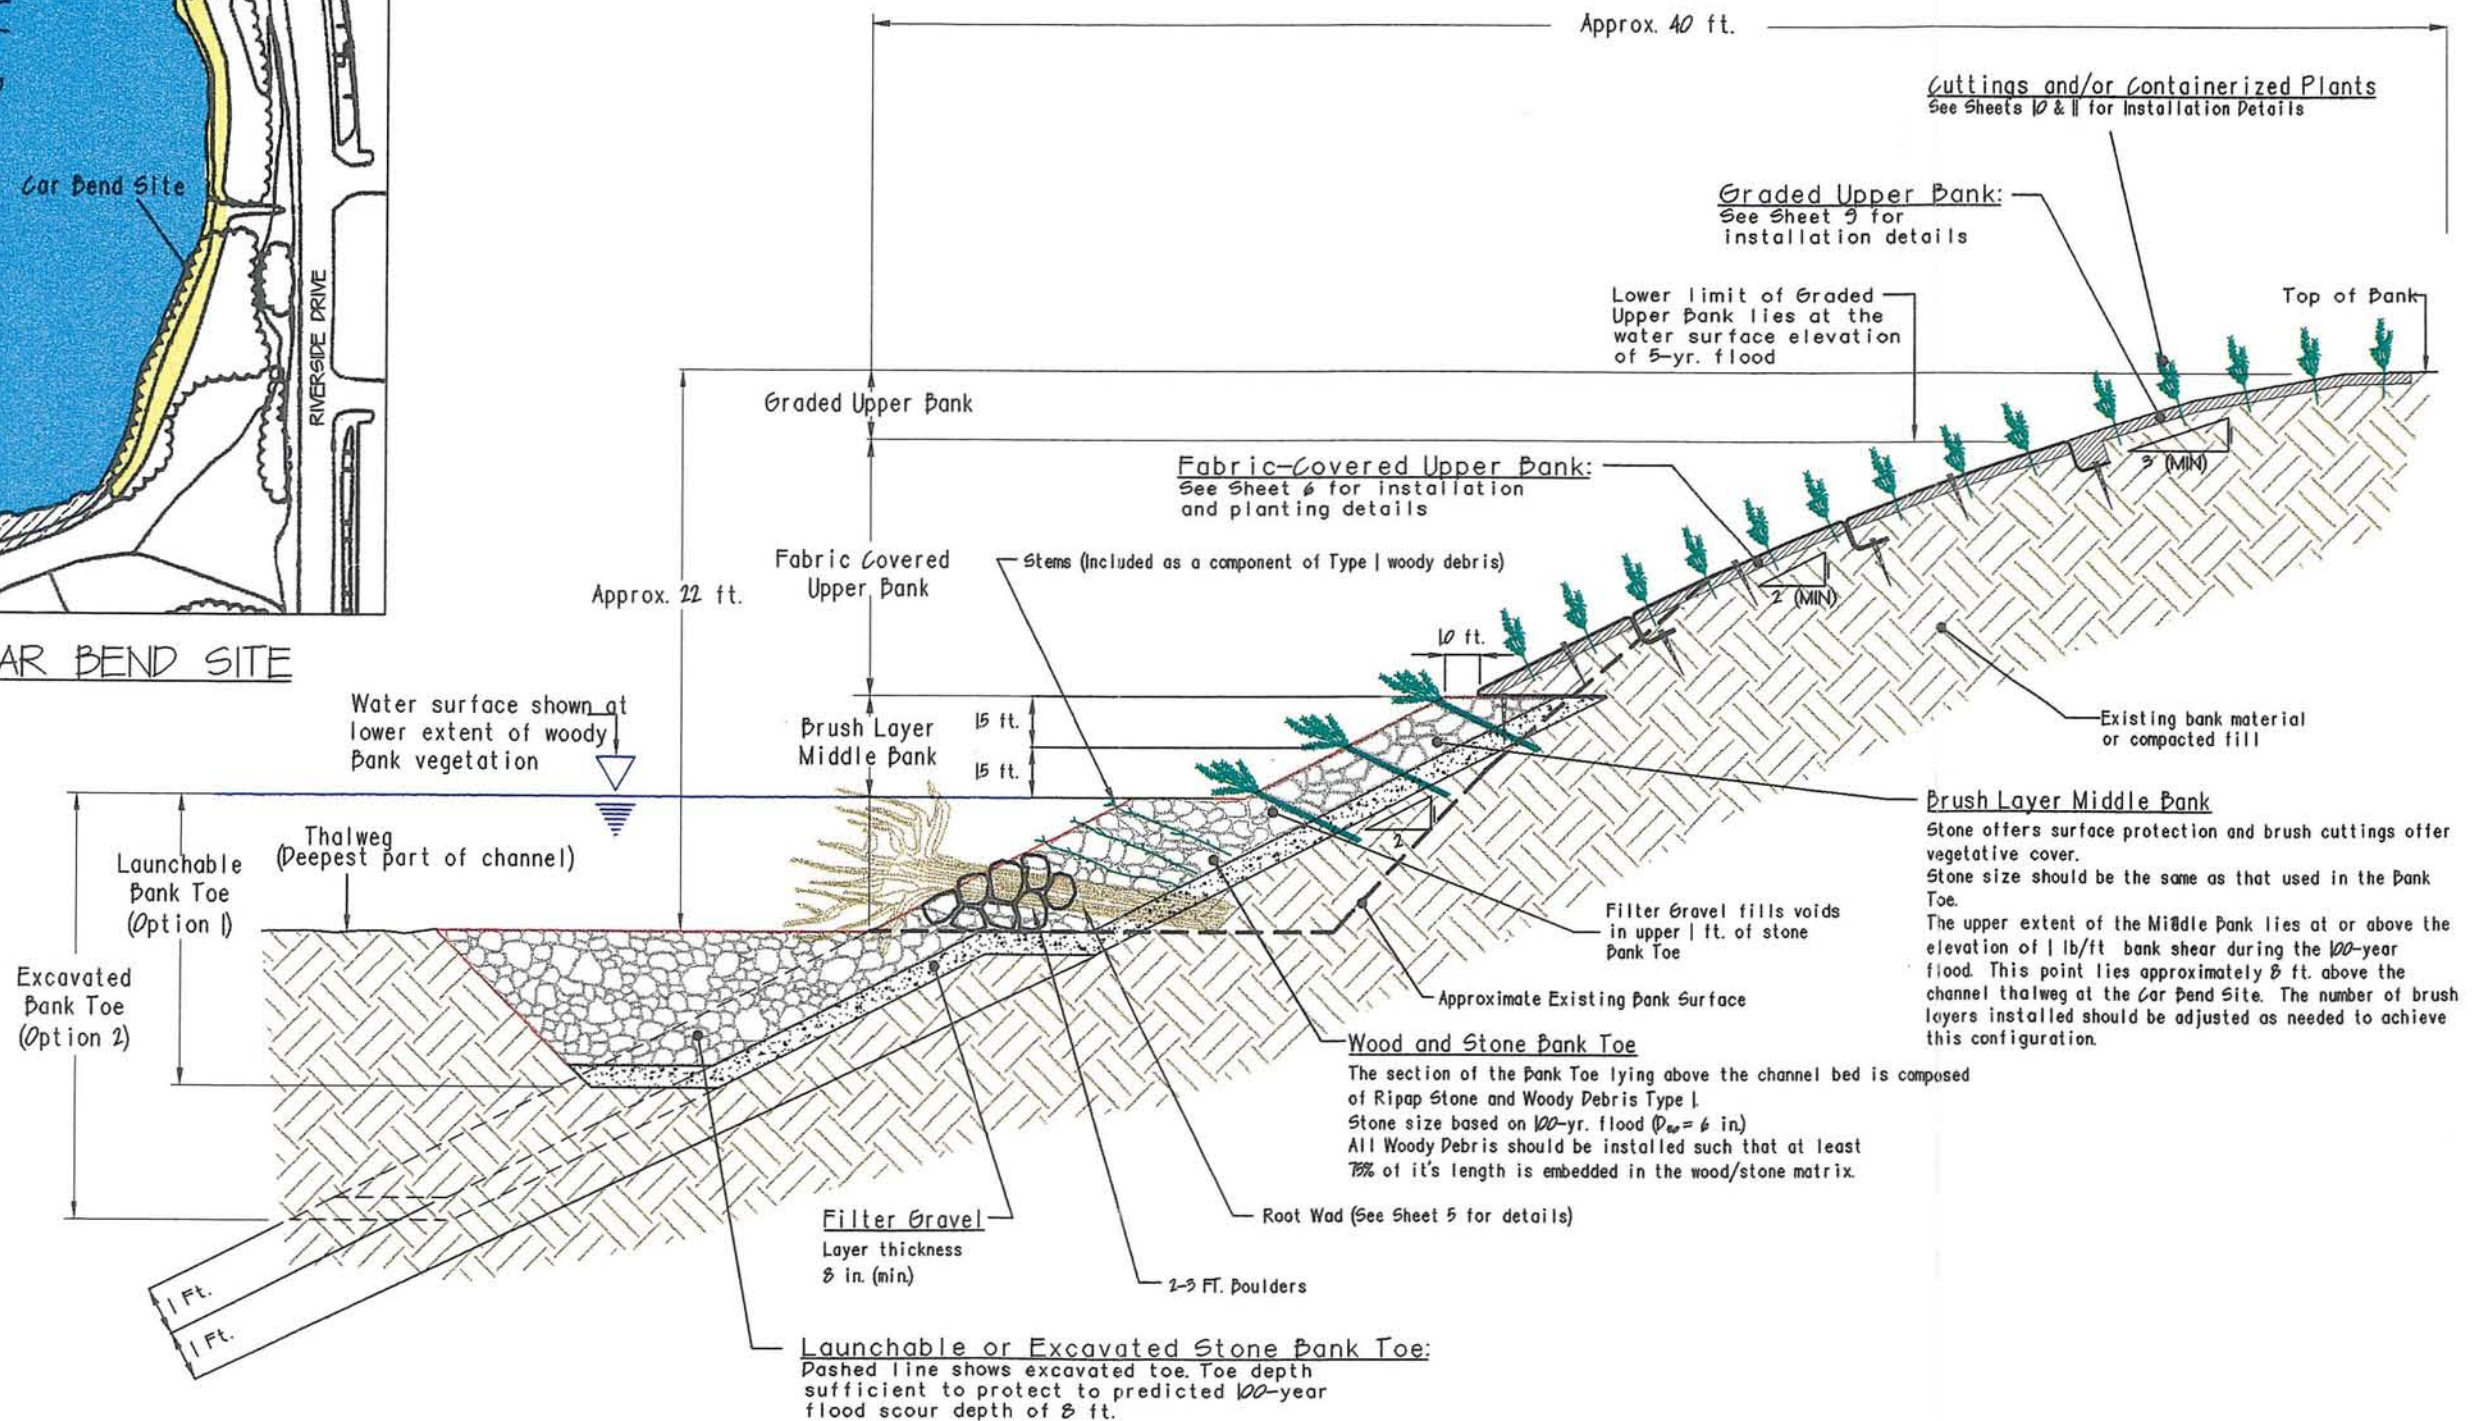 Approx. 40 ft.
Cuttings and/or Containerized Plants
See Sheets 10 & 11 for Installation Details
Car Bend Site
Graded Upper Bank:
See Sheet 9 for
installation details
RIVERSIDE DRIVE
Lower limit of Graded
Upper Bank lies at the
water surface elevation
of 5-yr. flood
Top of Bank
Graded Upper Bank
3 (MIN)
1
Fabric-Covered Upper Bank:
See Sheet 6 for installation
and planting details
Fabric Covered
Upper Bank
Stems (Included as a component of Type 1 woody debris)
Approx. 22 ft.
2 (MIN)
1
10 ft.
AR BEND SITE
Water surface shown at
lower extent of woody
Bank vegetation
Brush Layer
Middle Bank
15 ft.
15 ft.
Existing bank material
or compacted fill
Brush Layer Middle Bank
Stone offers surface protection and brush cuttings offer
vegetative cover.
Stone size should be the same as that used in the Bank
Toe.
The upper extent of the Middle Bank lies at or above the
elevation of 1 lb/ft bank shear during the 100-year
flood. This point lies approximately 8 ft. above the
channel thalweg at the Car Bend Site. The number of brush
layers installed should be adjusted as needed to achieve
this configuration.
2
1
Thalweg
(Deepest part of channel)
Launchable
Bank Toe
(Option 1)
Excavated
Bank Toe
(Option 2)
Filter Gravel fills voids
in upper 1 ft. of stone
Bank Toe
Approximate Existing Bank Surface
Wood and Stone Bank Toe
The section of the Bank Toe lying above the channel bed is composed
of Ripap Stone and Woody Debris Type 1.
Stone size based on 100-yr. flood (D = 6 in.)
All Woody Debris should be installed such that at least
75% of it's length is embedded in the wood/stone matrix.
Root Wad (See Sheet 5 for details)
Filter Gravel
Layer thickness
8 in. (min.)
2-3 FT. Boulders
1 Ft.
1 Ft.
Launchable or Excavated Stone Bank Toe:
Dashed line shows excavated toe. Toe depth
sufficient to protect to predicted 100-year
flood scour depth of 8 ft.